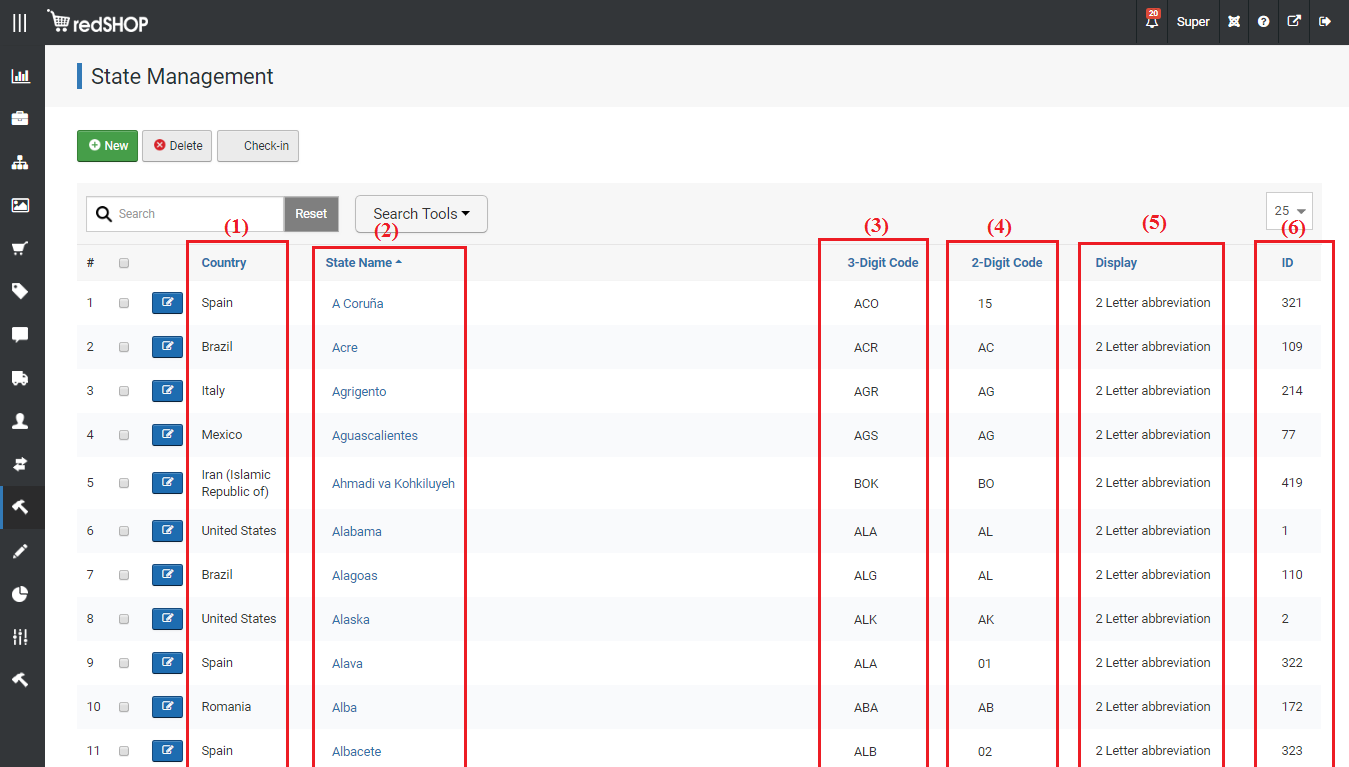 redSHOP 20 Super
State Management
New Delete Check-in
Search Reset Search Tools 25
(1) (2) (3) (4) (5) (6)
# Country State Name 3-Digit Code 2-Digit Code Display ID
1 Spain A Coruña ACO 15 2 Letter abbreviation 321
2 Brazil Acre ACR AC 2 Letter abbreviation 109
3 Italy Agrigento AGR AG 2 Letter abbreviation 214
4 Mexico Aguascalientes AGS AG 2 Letter abbreviation 77
5 Iran (Islamic Republic of) Ahmadi va Kohkiluyeh BOK BO 2 Letter abbreviation 419
6 United States Alabama ALA AL 2 Letter abbreviation 1
7 Brazil Alagoas ALG AL 2 Letter abbreviation 110
8 United States Alaska ALK AK 2 Letter abbreviation 2
9 Spain Alava ALA 01 2 Letter abbreviation 322
10 Romania Alba ABA AB 2 Letter abbreviation 172
11 Spain Albacete ALB 02 2 Letter abbreviation 323